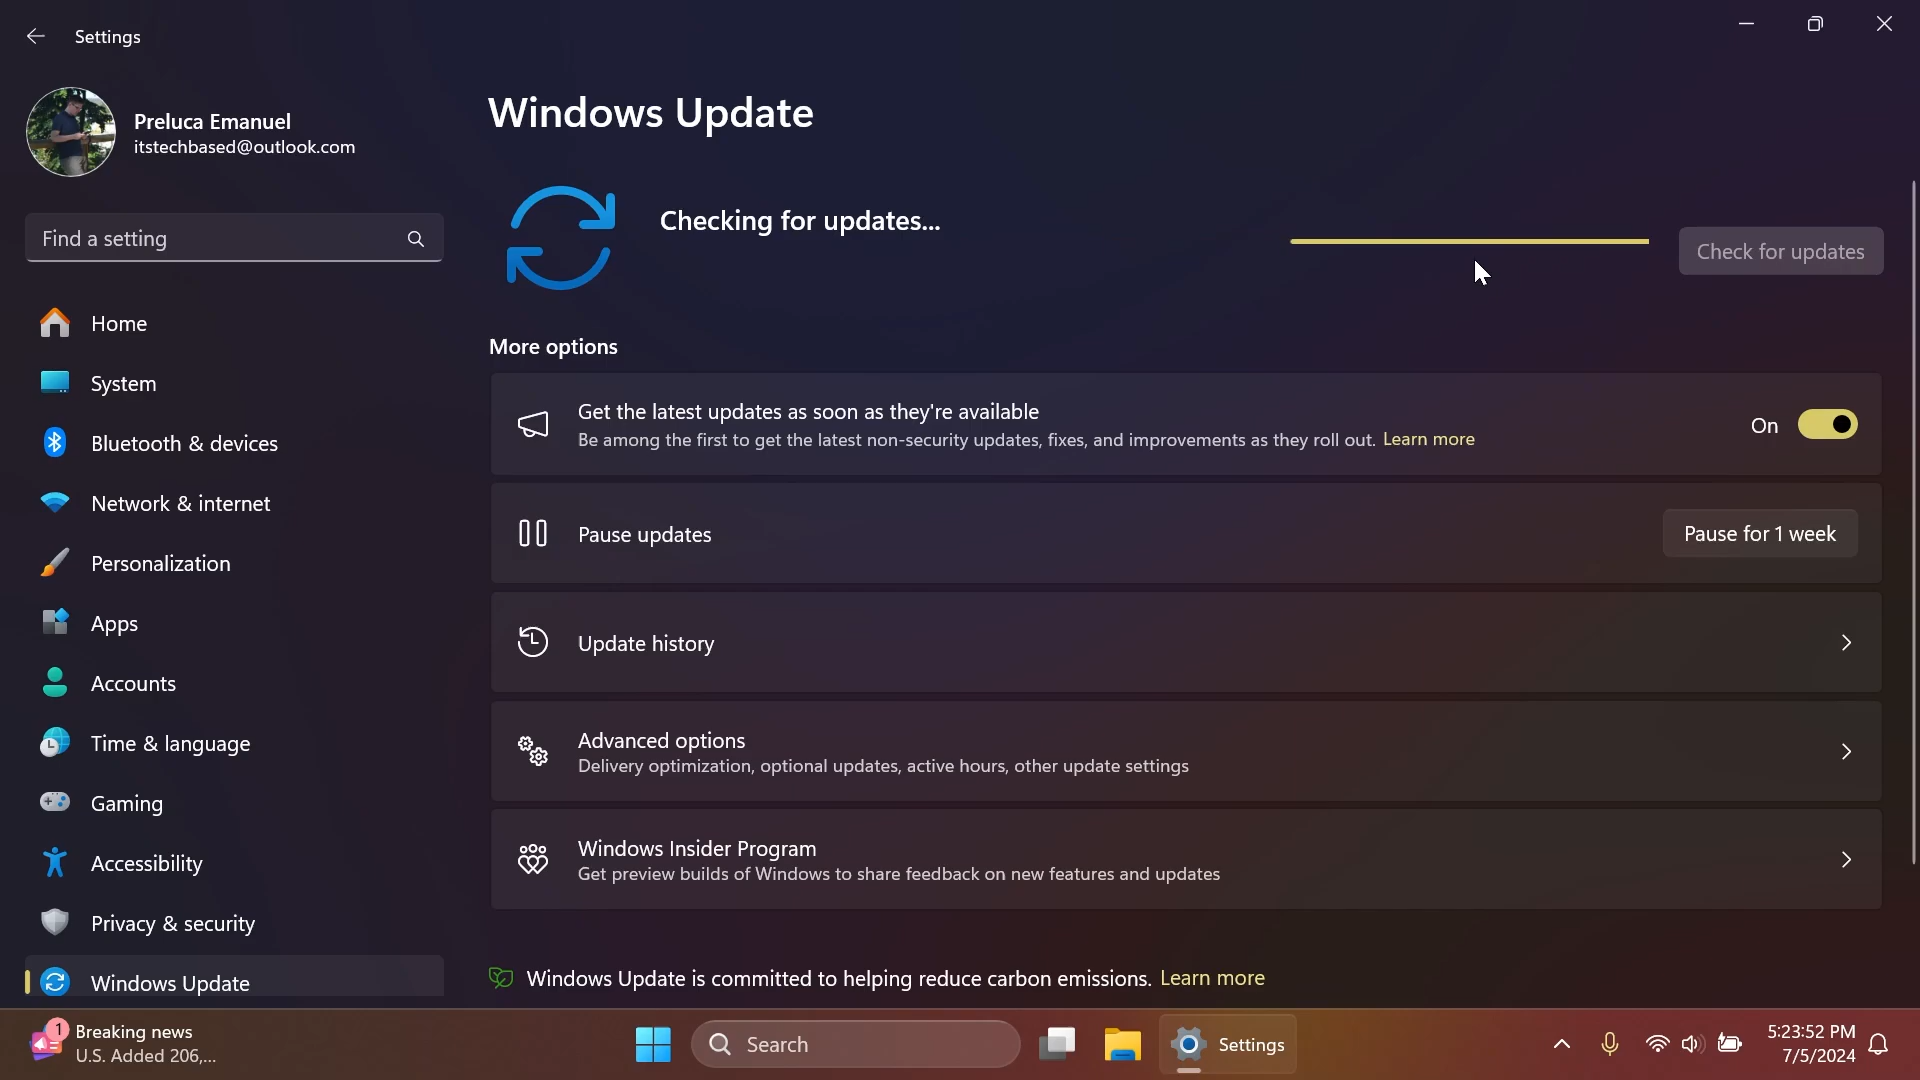 Settings
Preluca Emanuel
itstechbased@outlook.com
Find a setting
Home
System
Bluetooth & devices
Network & internet
Personalization
Apps
Accounts
Time & language
Gaming
Accessibility
Privacy & security
Windows Update
Windows Update
Checking for updates...
Check for updates
More options
Get the latest updates as soon as they're available
Be among the first to get the latest non-security updates, fixes, and improvements as they roll out. Learn more
On
Pause updates
Pause for 1 week
Update history
Advanced options
Delivery optimization, optional updates, active hours, other update settings
Windows Insider Program
Get preview builds of Windows to share feedback on new features and updates
Windows Update is committed to helping reduce carbon emissions. Learn more
1
Breaking news
U.S. Added 206,...
Search
Settings
5:23:52 PM
7/5/2024